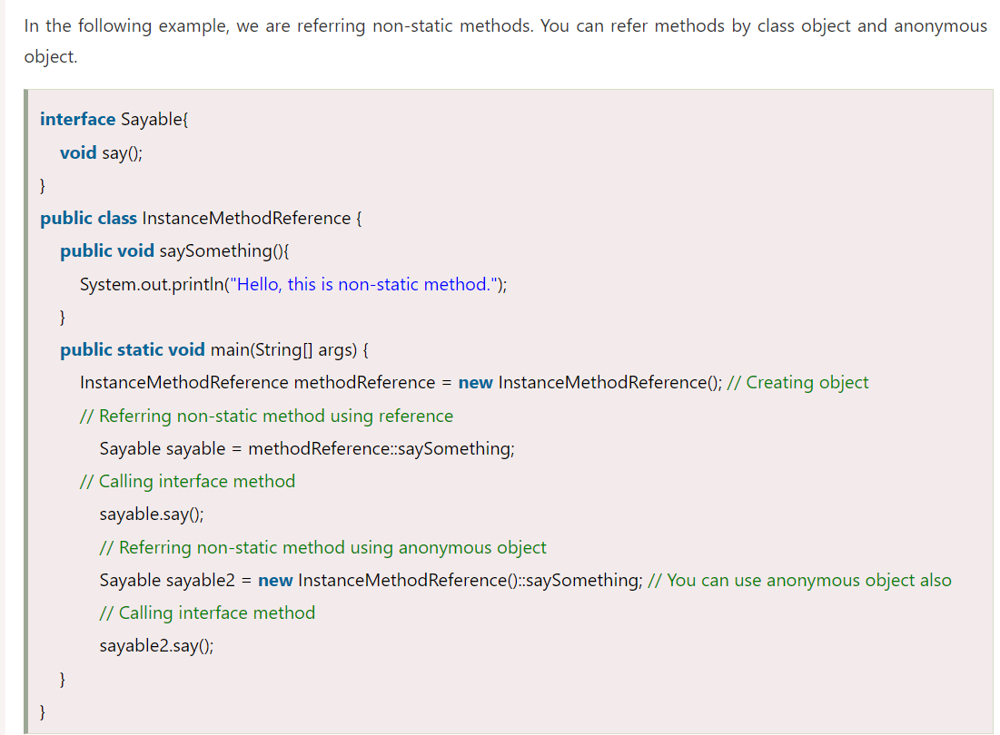 In the following example, we are referring non-static methods. You can refer methods by class object and anonymous
object.
interface Sayable{
void say();
}
public class InstanceMethodReference {
public void saySomething(){
System.out.println("Hello, this is non-static method.");
}
public static void main(String[] args) {
InstanceMethodReference methodReference = new InstanceMethodReference(); // Creating object
// Referring non-static method using reference
Sayable sayable = methodReference::saySomething;
// Calling interface method
sayable.say();
// Referring non-static method using anonymous object
Sayable sayable2 = new InstanceMethodReference()::saySomething; // You can use anonymous object also
// Calling interface method
sayable2.say();
}
}